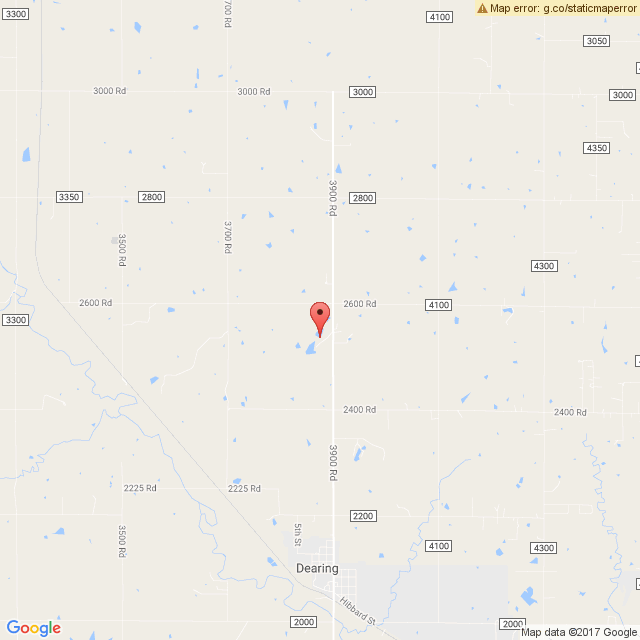 ⚠ Map error: g.co/staticmaperror
3300
3700 Rd
4100
3050
3000 Rd
3000 Rd
3000
3000
4350
3350
2800
3900 Rd
2800
3500 Rd
3700 Rd
4300
2600 Rd
2600 Rd
4100
3300
2400 Rd
2400 Rd
3900 Rd
2225 Rd
2225 Rd
2200
3500 Rd
5th St
4100
4300
Dearing
Hibbard St
2000
2000
Google
Map data ©2017 Google